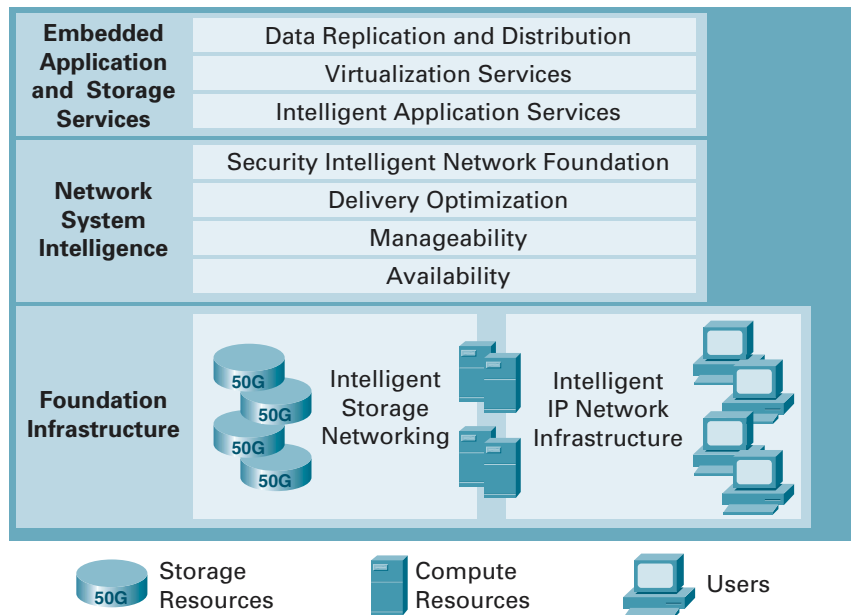 Embedded
Application
and Storage
Services
Data Replication and Distribution
Virtualization Services
Intelligent Application Services
Network
System
Intelligence
Security Intelligent Network Foundation
Delivery Optimization
Manageability
Availability
Foundation
Infrastructure
50G
50G
50G
50G
Intelligent
Storage
Networking
Intelligent
IP Network
Infrastructure
50G
Storage
Resources
Compute
Resources
Users